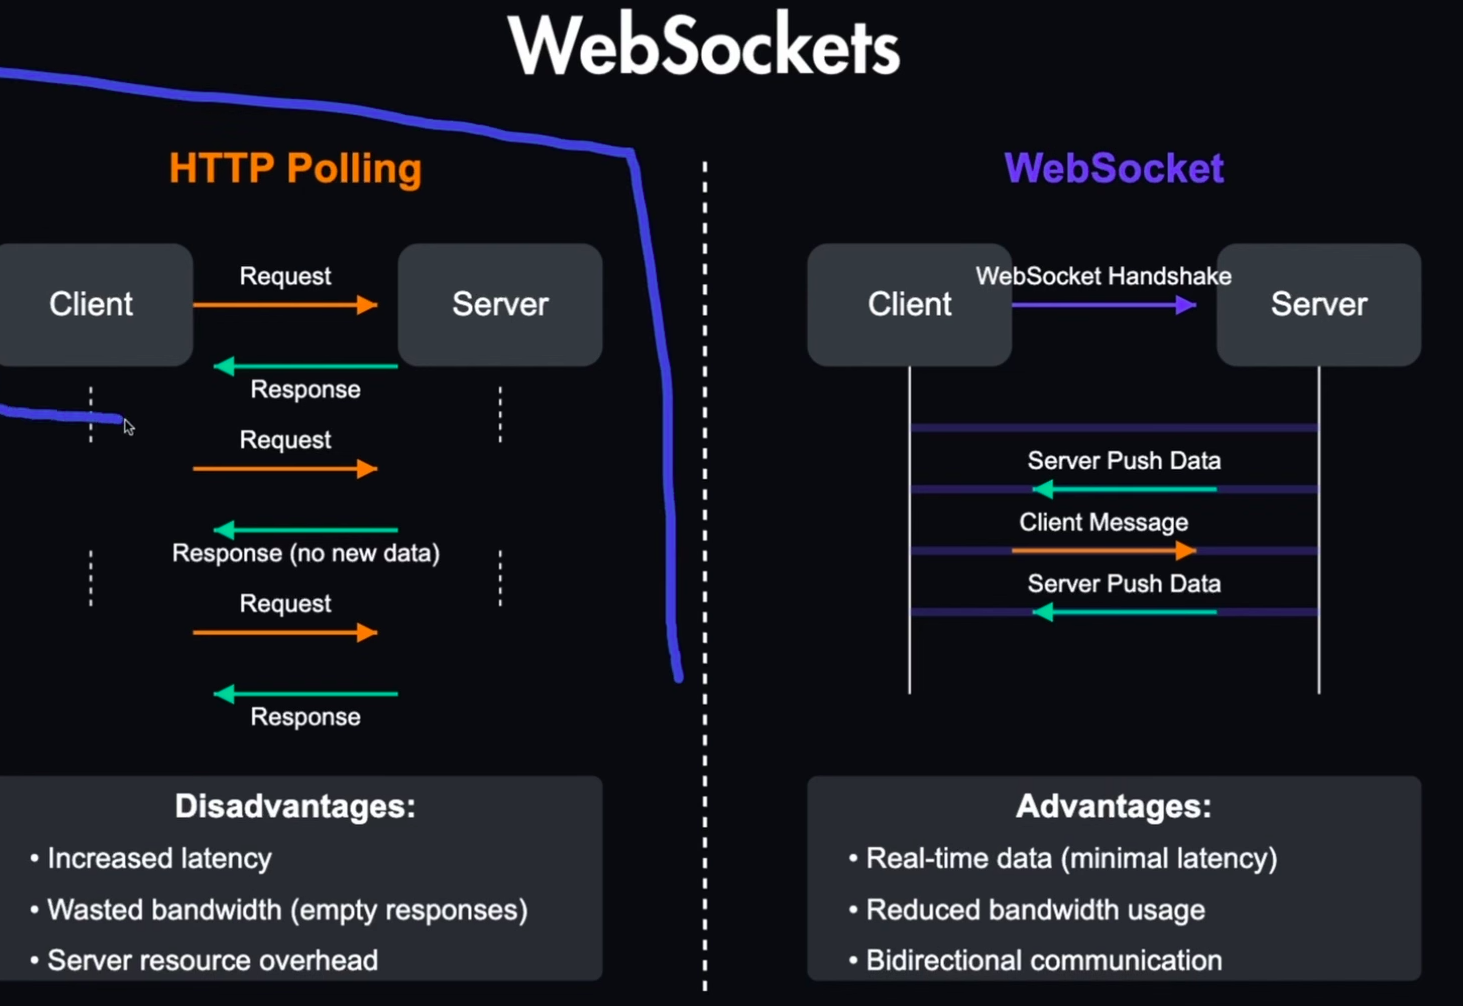 WebSockets
HTTP Polling
Client
Request
Server
Response
Request
Response (no new data)
Request
Response
Disadvantages:
• Increased latency
• Wasted bandwidth (empty responses)
• Server resource overhead
WebSocket
Client
WebSocket Handshake
Server
Server Push Data
Client Message
Server Push Data
Advantages:
• Real-time data (minimal latency)
• Reduced bandwidth usage
• Bidirectional communication